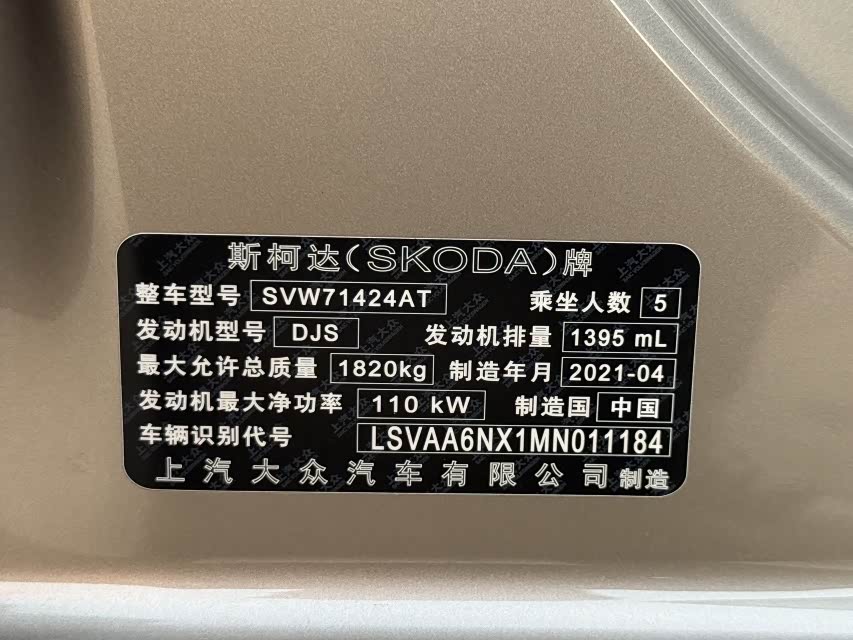 斯柯达(SKODA)牌
整车型号 SVW71424AT 乘坐人数 5
发动机型号 DJS 发动机排量 1395 mL
最大允许总质量 1820kg 制造年月 2021-04
发动机最大净功率 110 kW 制造国 中国
车辆识别代号 LSVAA6NX1MN011184
上汽大众汽车有限公司 制造